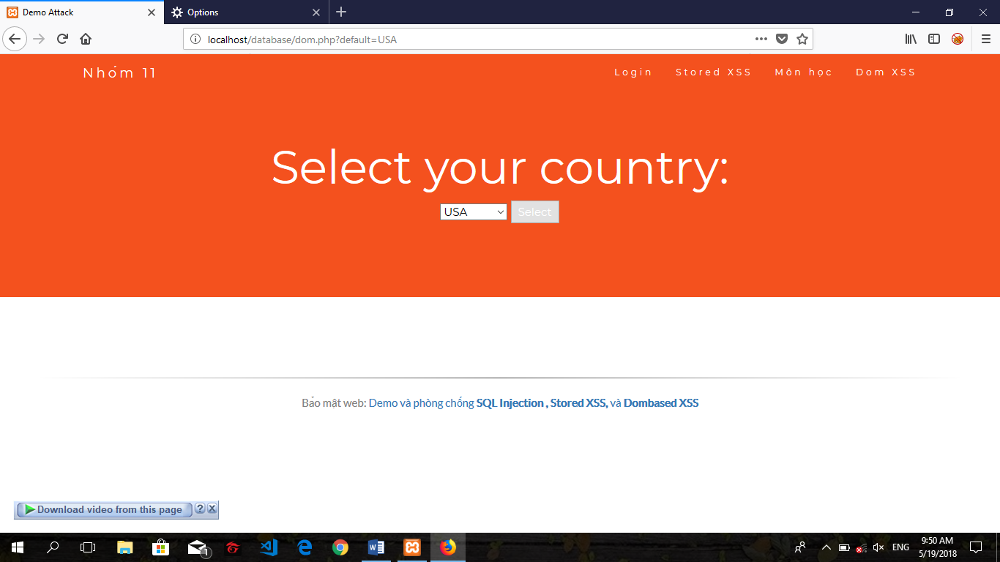 Demo Attack
Options
localhost/database/dom.php?default=USA
Nhóm 11
Login
Stored XSS
Môn học
Dom XSS
Select your country:
USA
Select
Bảo mật web: Demo và phòng chống SQL Injection , Stored XSS, và Dombased XSS
Download video from this page
?
1
ENG
9:50 AM
5/19/2018